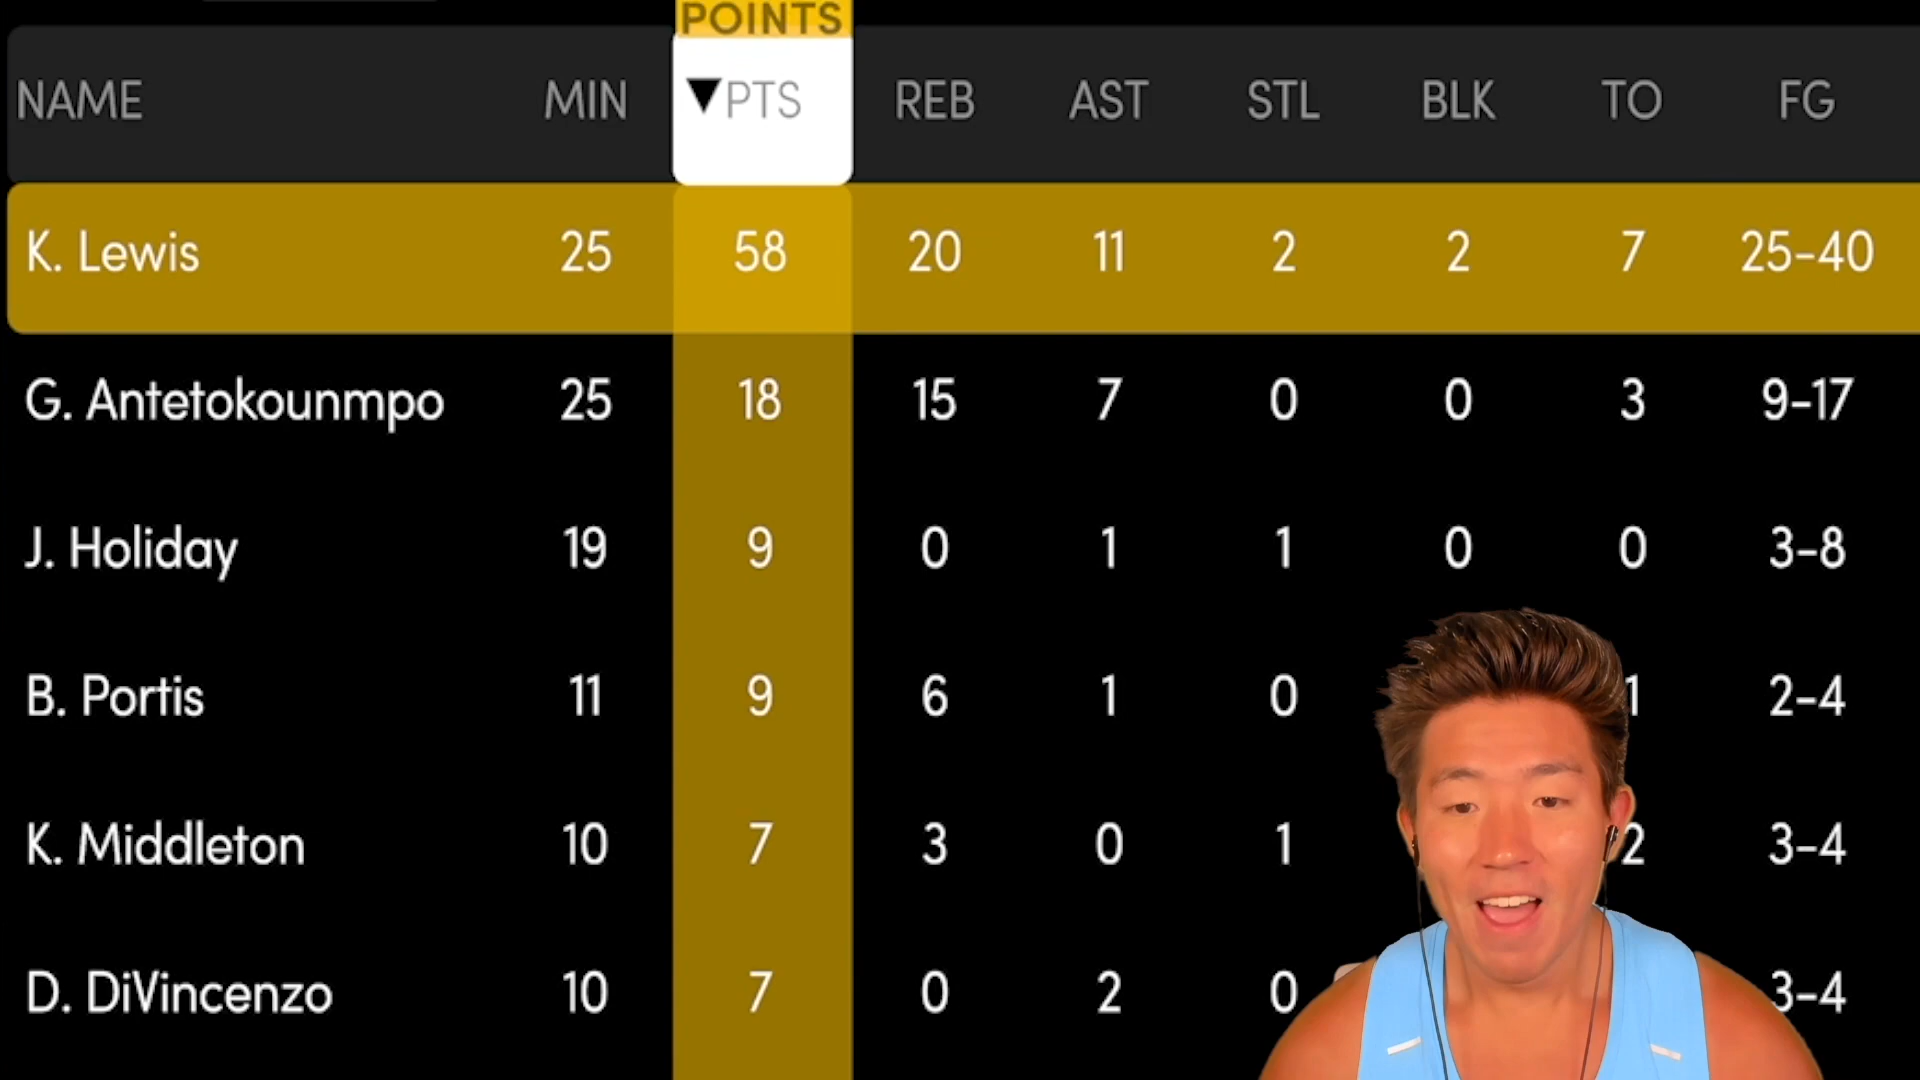 POINTS
NAME MIN ▼PTS REB AST STL BLK TO FG
K. Lewis 25 58 20 11 2 2 7 25-40
G. Antetokounmpo 25 18 15 7 0 0 3 9-17
J. Holiday 19 9 0 1 1 0 0 3-8
B. Portis 11 9 6 1 0 1 2-4
K. Middleton 10 7 3 0 1 2 3-4
D. DiVincenzo 10 7 0 2 0 3-4